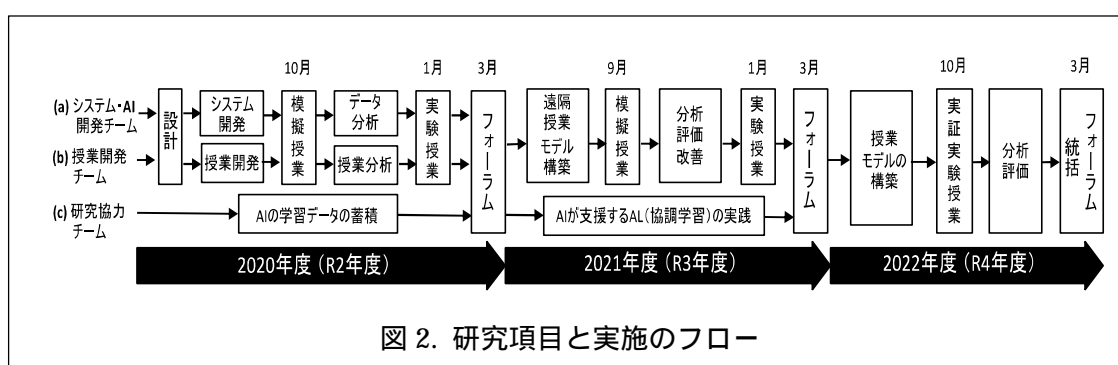 10月
1月
3月
9月
1月
3月
10月
3月
(a) システム・AI
開発チーム
(b) 授業開発
チーム
(c) 研究協力
チーム
設計
システム
開発
授業開発
模擬授業
データ
分析
授業分析
実験授業
フォーラム
AIの学習データの蓄積
遠隔
授業
モデル
構築
模擬授業
分析
評価
改善
実験授業
フォーラム
AIが支援するAL(協調学習)の実践
授業
モデルの
構築
実証実験授業
分析
評価
統括
フォーラム
2020年度(R2年度)
2021年度(R3年度)
2022年度(R4年度)
図 2. 研究項目と実施のフロー